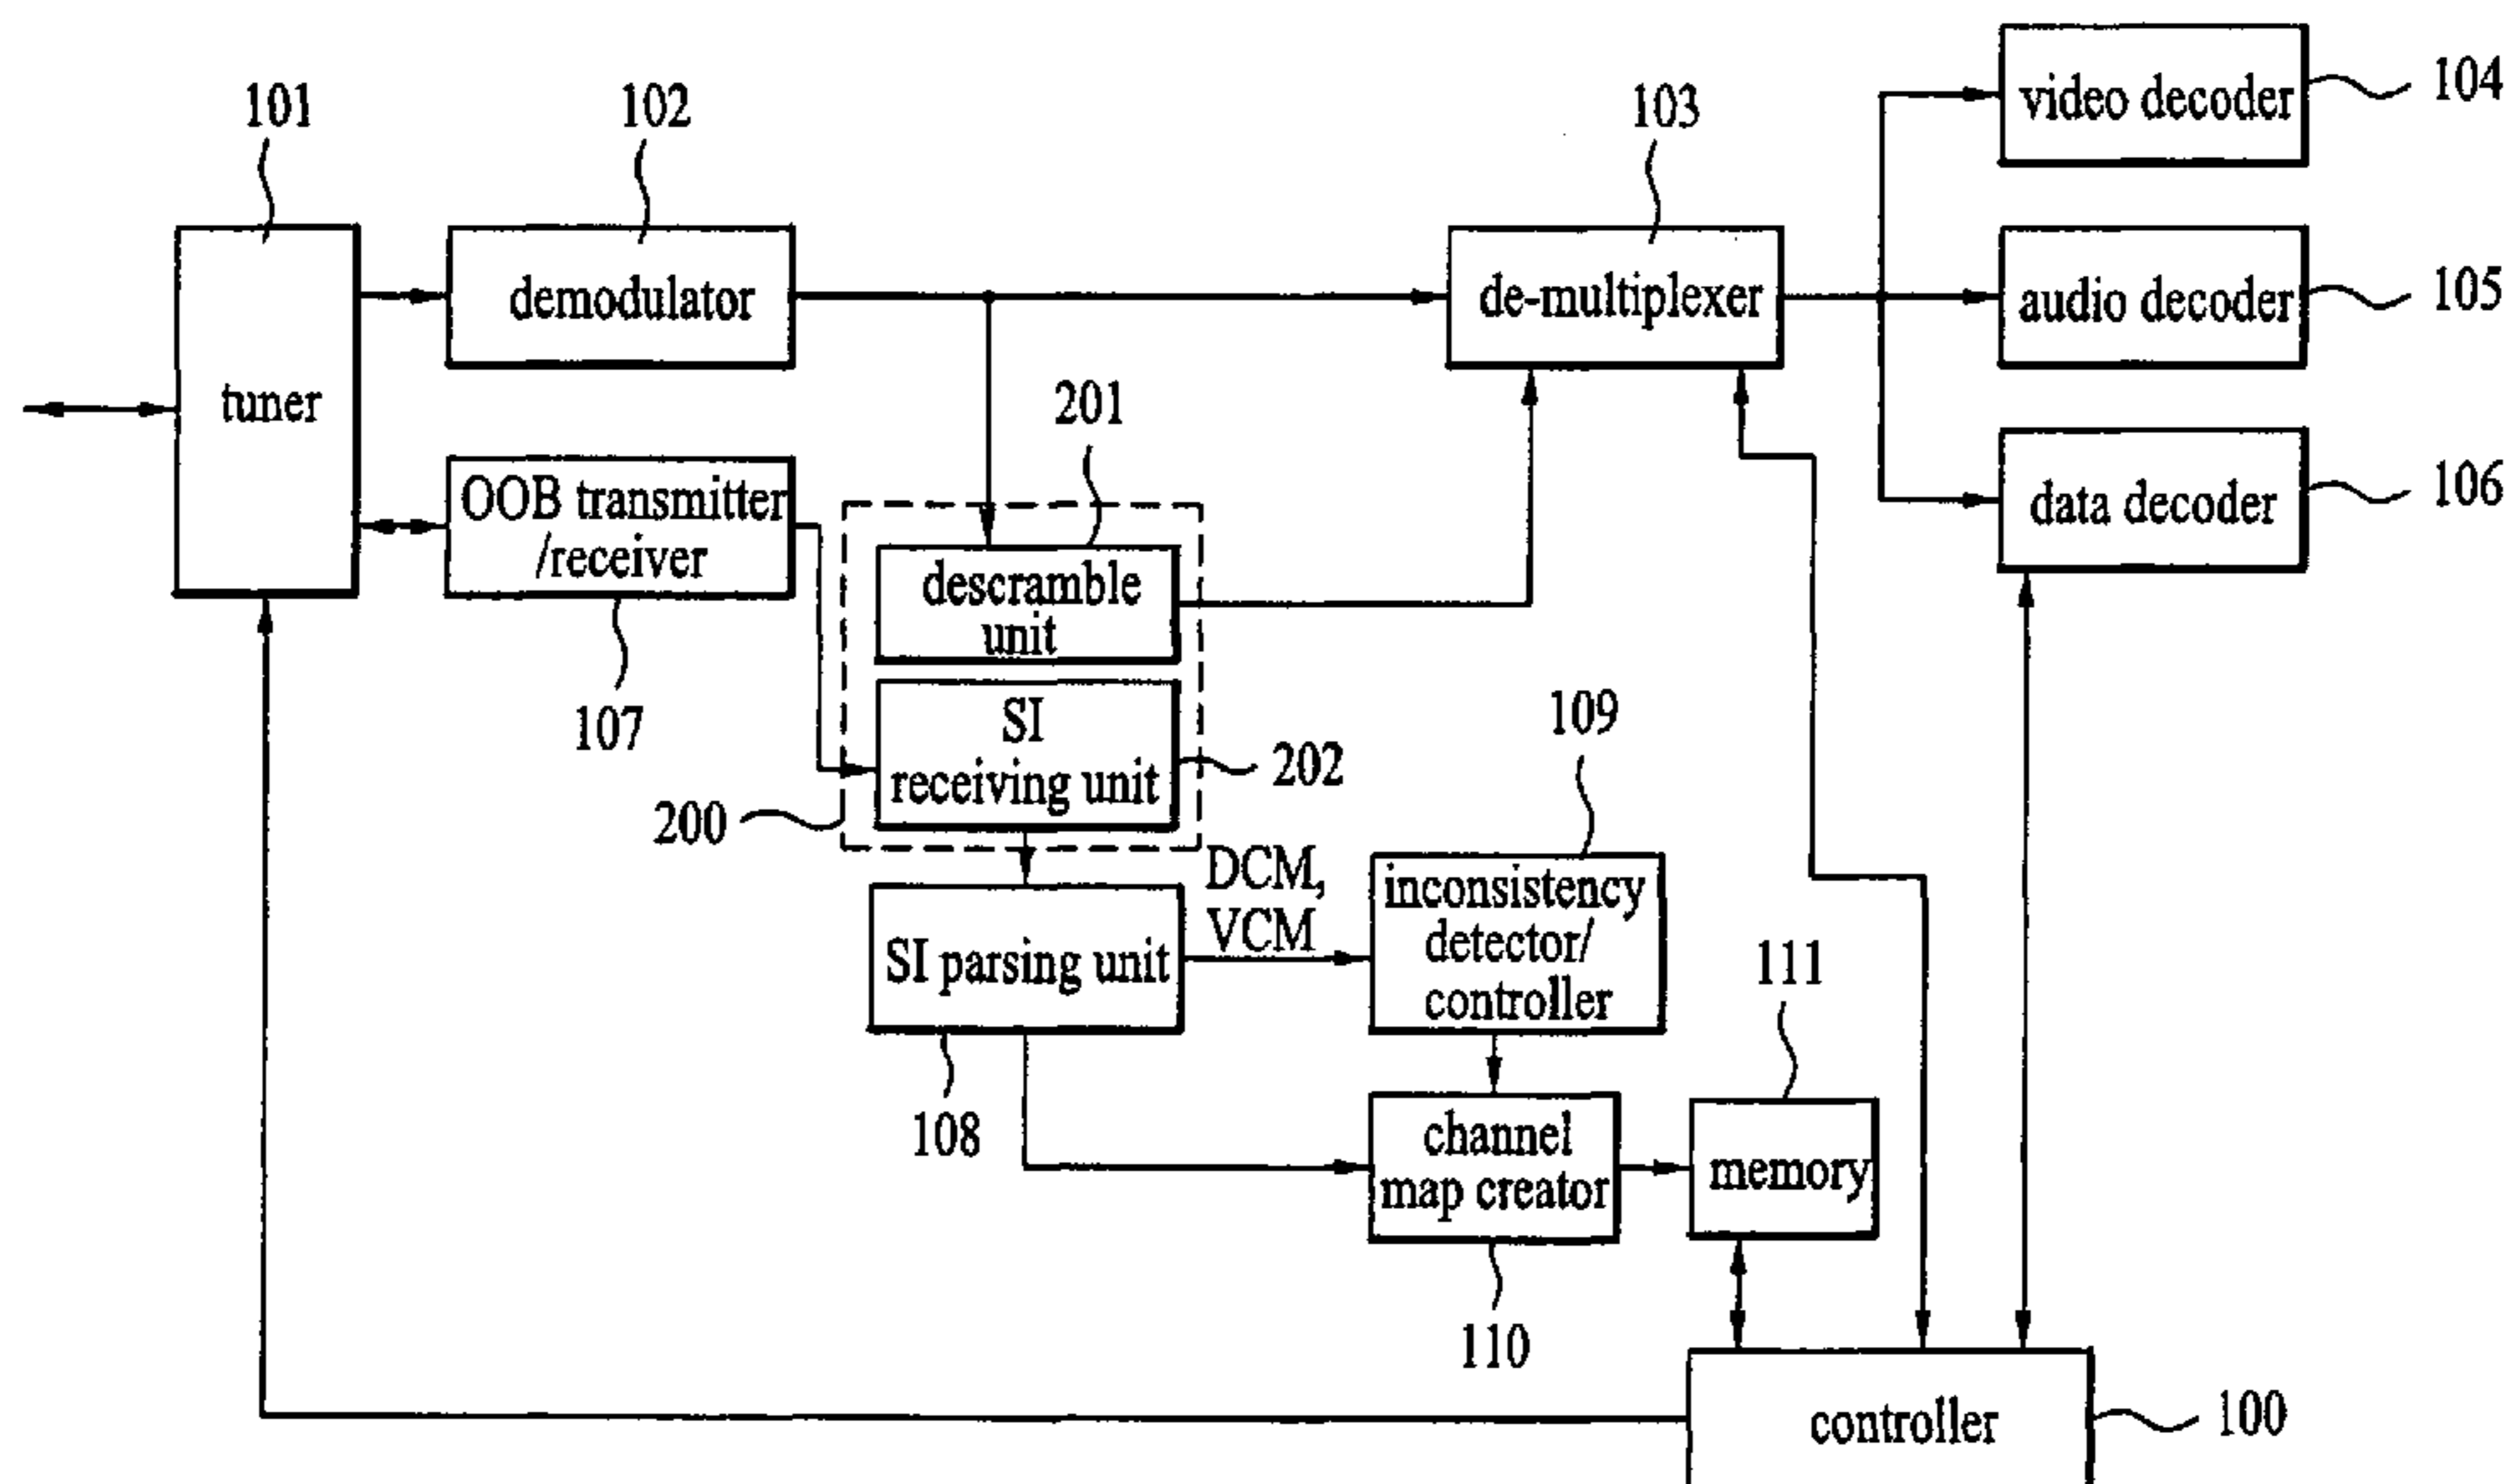 104
video decoder
101
102
103
tuner
demodulator
de-multiplexer
audio decoder
105
201
OOB transmitter
/receiver
107
data decoder
106
descramble
unit
SI
receiving unit
202
200
109
DCM,
VCM
SI parsing unit
108
inconsistency
detector/
controller
111
channel
map creator
110
memory
controller
100